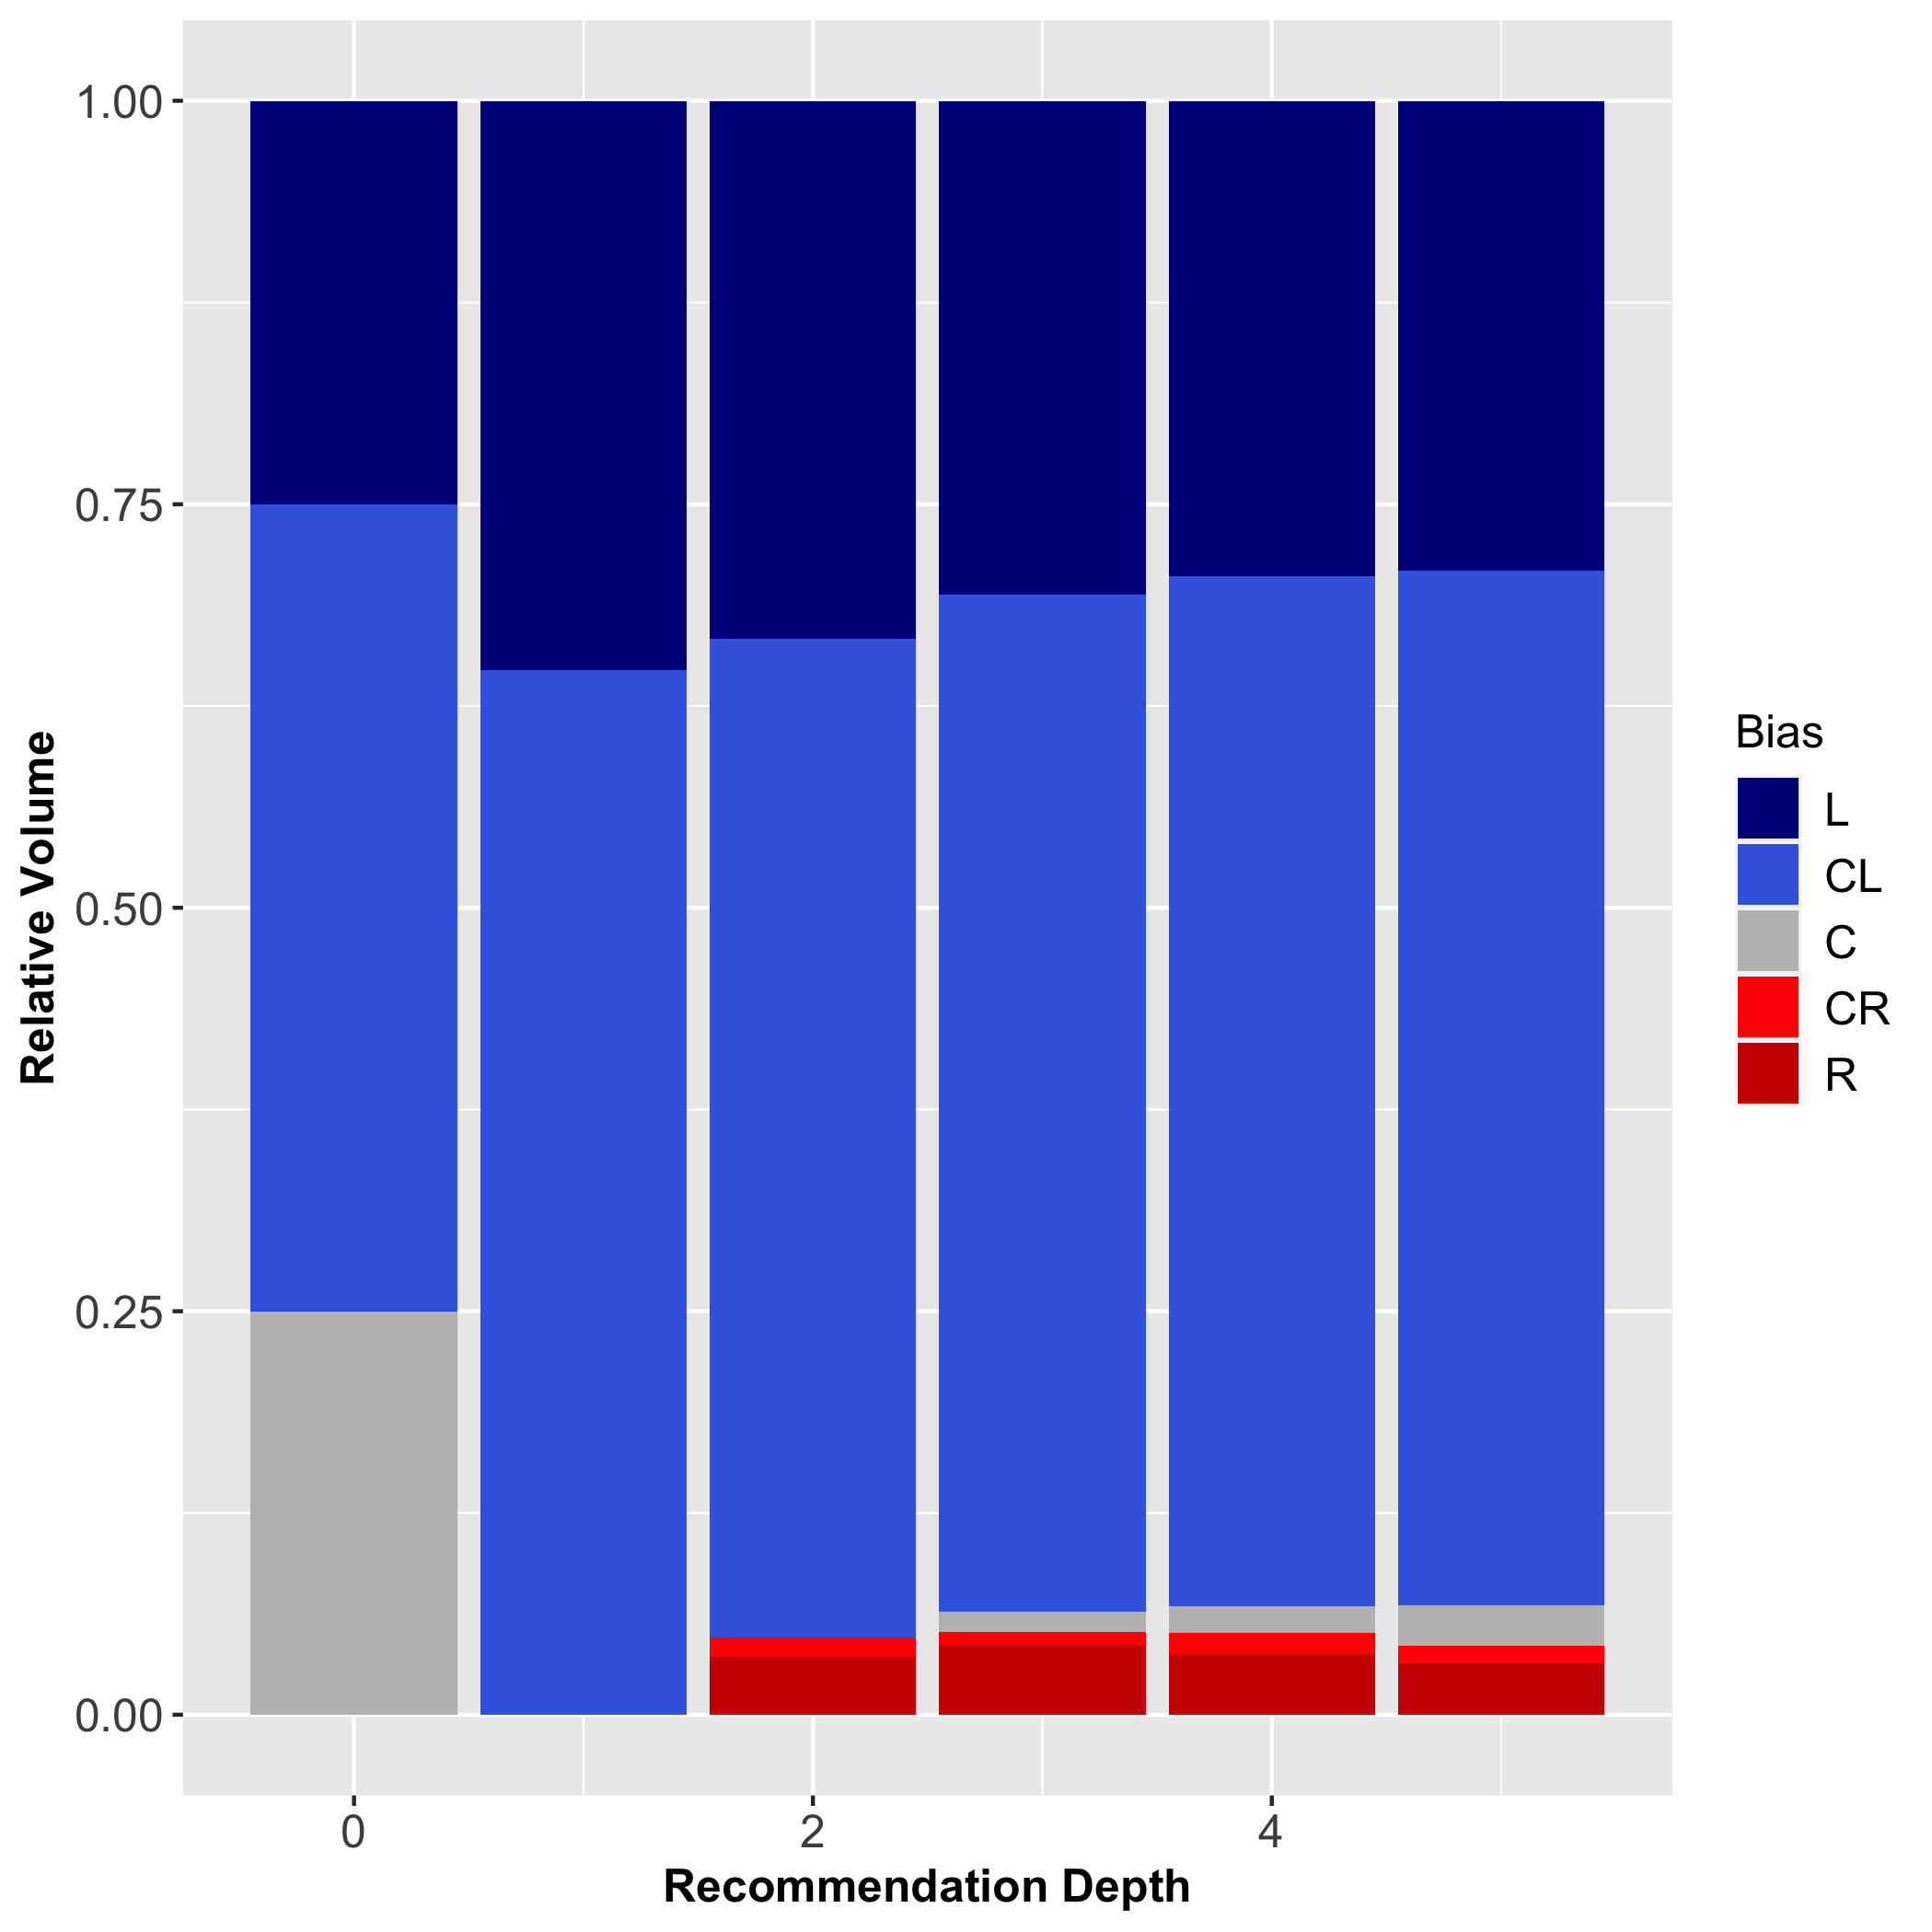 1.00
0.75
0.50
0.25
0.00
Relative Volume
0 2 4
Recommendation Depth
Bias
L
CL
C
CR
R